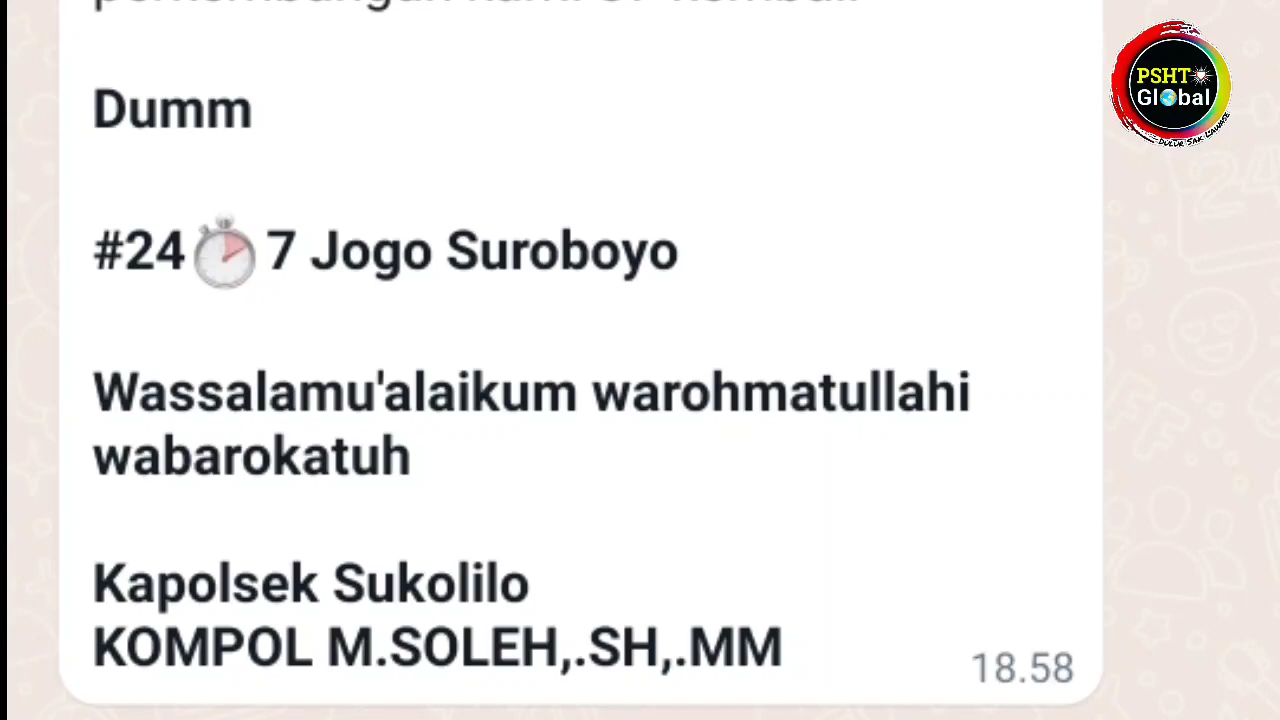 Dumm
#24⏱7 Jogo Suroboyo
Wassalamu'alaikum warohmatullahi
wabarokatuh
Kapolsek Sukolilo
KOMPOL M.SOLEH,.SH,.MM
18.58
PSHT
Global